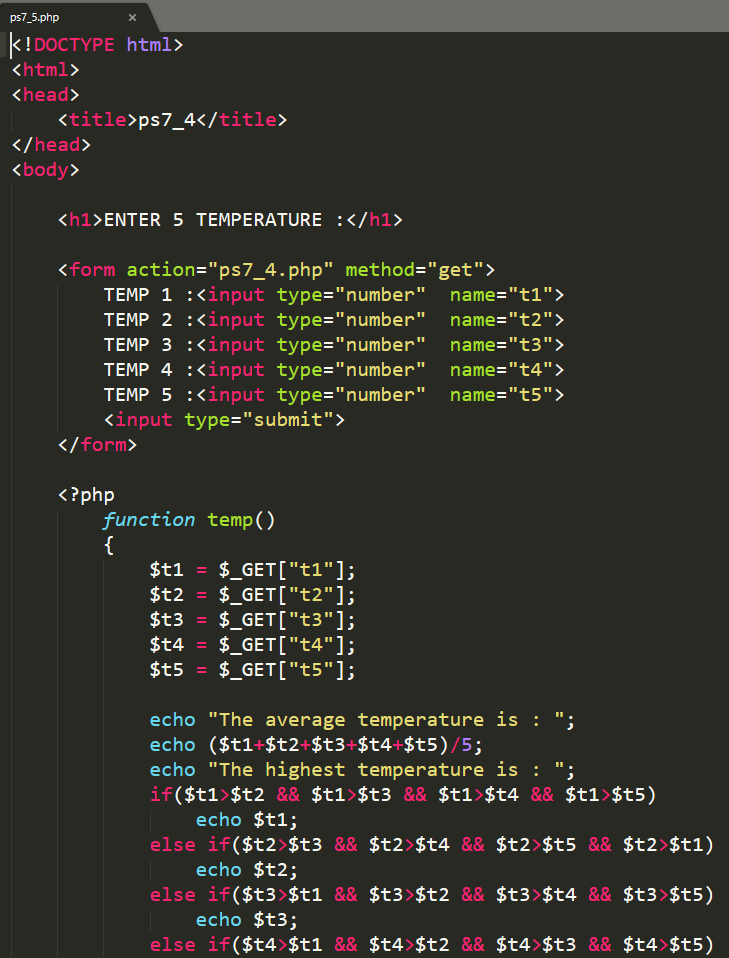 ps7_5.php ×
<!DOCTYPE html>
<html>
<head>
    <title>ps7_4</title>
</head>
<body>
    <h1>ENTER 5 TEMPERATURE :</h1>
    <form action="ps7_4.php" method="get">
        TEMP 1 :<input type="number"  name="t1">
        TEMP 2 :<input type="number"  name="t2">
        TEMP 3 :<input type="number"  name="t3">
        TEMP 4 :<input type="number"  name="t4">
        TEMP 5 :<input type="number"  name="t5">
        <input type="submit">
    </form>
    <?php
        function temp()
        {
            $t1 = $_GET["t1"];
            $t2 = $_GET["t2"];
            $t3 = $_GET["t3"];
            $t4 = $_GET["t4"];
            $t5 = $_GET["t5"];
            echo "The average temperature is : ";
            echo ($t1+$t2+$t3+$t4+$t5)/5;
            echo "The highest temperature is : ";
            if($t1>$t2 && $t1>$t3 && $t1>$t4 && $t1>$t5)
                echo $t1;
            else if($t2>$t3 && $t2>$t4 && $t2>$t5 && $t2>$t1)
                echo $t2;
            else if($t3>$t1 && $t3>$t2 && $t3>$t4 && $t3>$t5)
                echo $t3;
            else if($t4>$t1 && $t4>$t2 && $t4>$t3 && $t4>$t5)